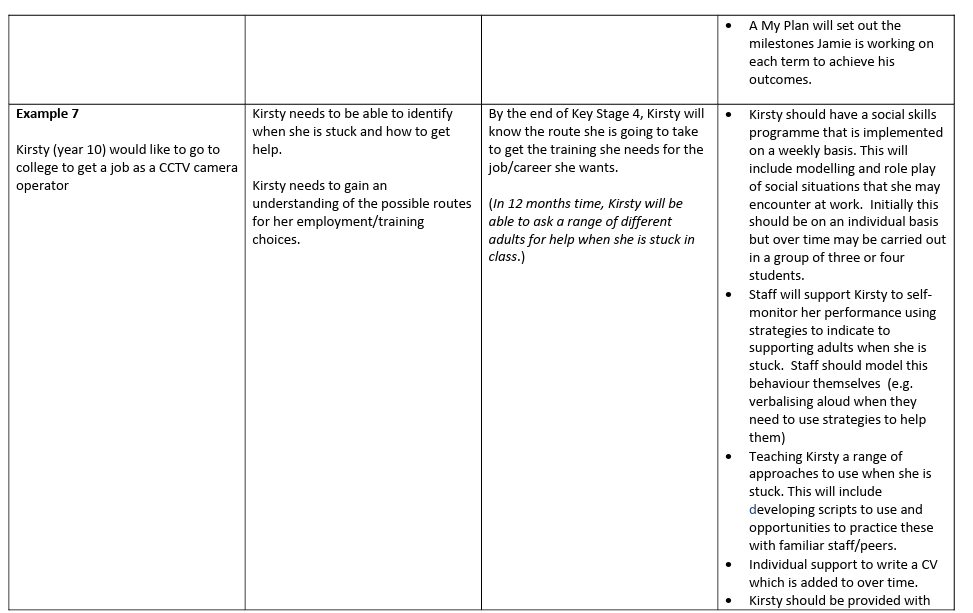 A My Plan will set out the
milestones Jamie is working on
each term to achieve his
outcomes.
Example 7
Kirsty (year 10) would like to go to
college to get a job as a CCTV camera
operator
Kirsty needs to be able to identify
when she is stuck and how to get
help.
Kirsty needs to gain an
understanding of the possible routes
for her employment/training
choices.
By the end of Key Stage 4, Kirsty will
know the route she is going to take
to get the training she needs for the
job/career she wants.
(In 12 months time, Kirsty will be
able to ask a range of different
adults for help when she is stuck in
class.)
Kirsty should have a social skills
programme that is implemented
on a weekly basis. This will
include modelling and role play
of social situations that she may
encounter at work.  Initially this
should be on an individual basis
but over time may be carried out
in a group of three or four
students.
Staff will support Kirsty to self-
monitor her performance using
strategies to indicate to
supporting adults when she is
stuck.  Staff should model this
behaviour themselves  (e.g.
verbalising aloud when they
need to use strategies to help
them)
Teaching Kirsty a range of
approaches to use when she is
stuck. This will include
developing scripts to use and
opportunities to practice these
with familiar staff/peers.
Individual support to write a CV
which is added to over time.
Kirsty should be provided with